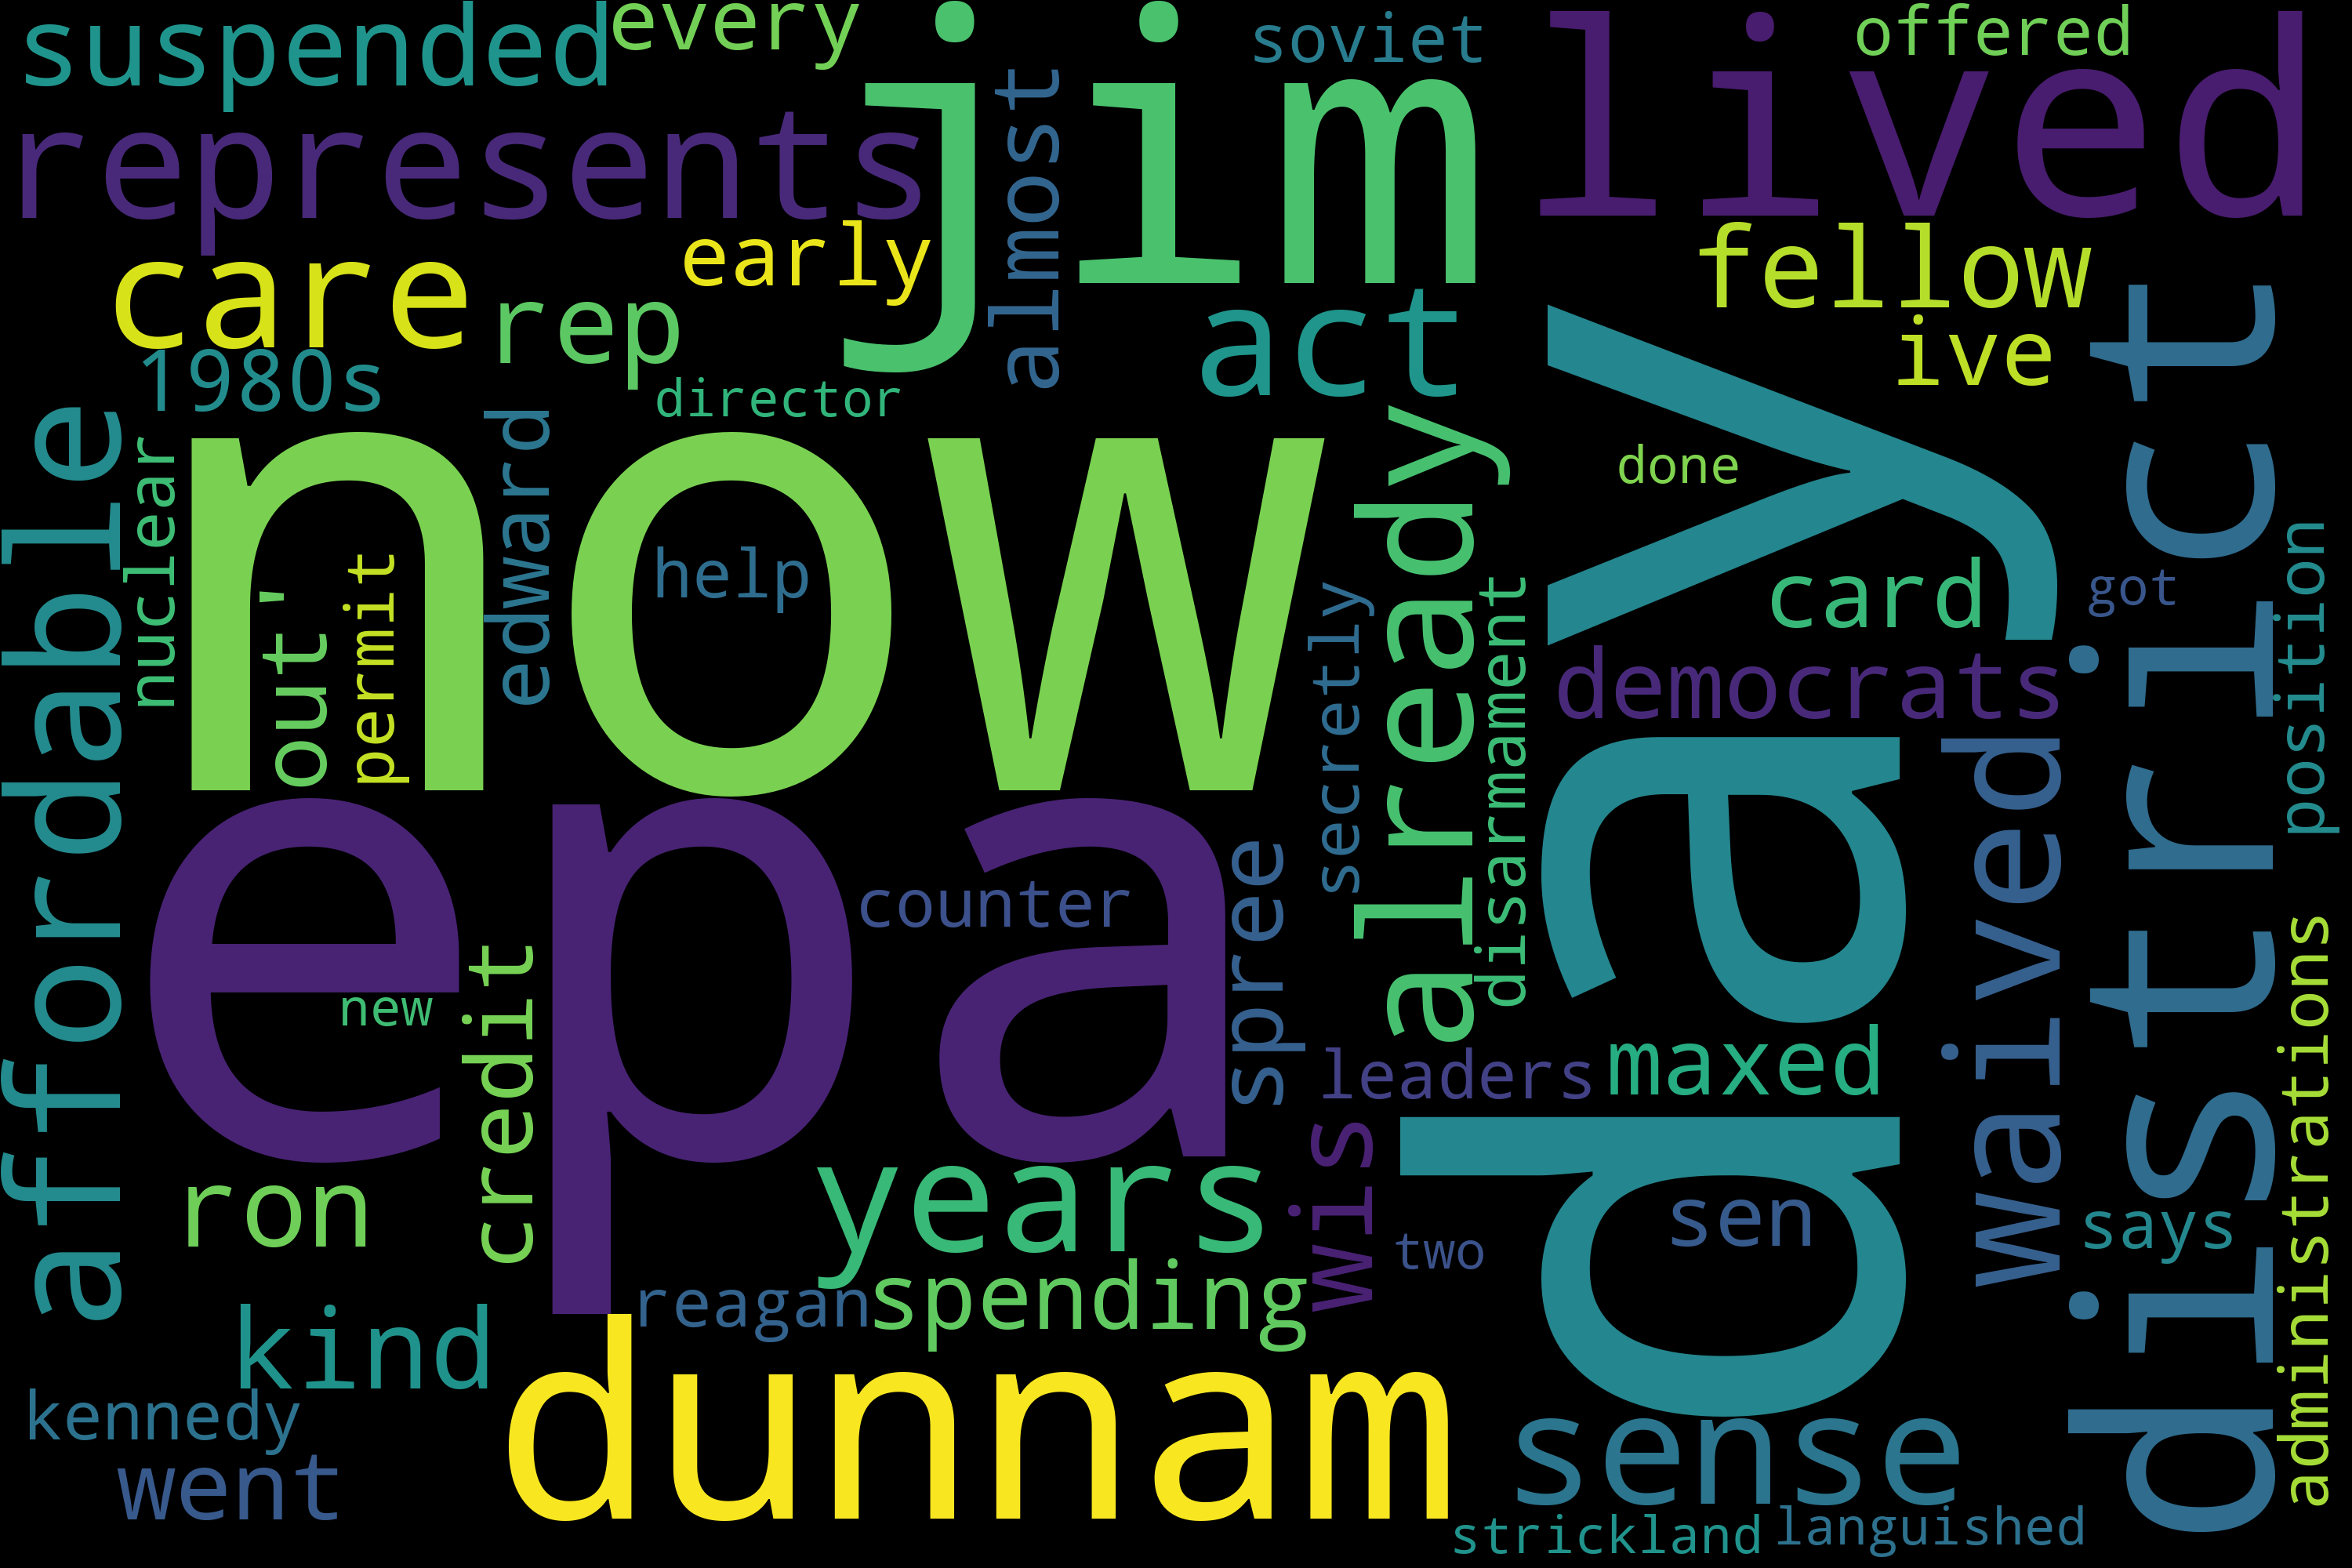 suspended
every
jim
soviet
lived
offered
represents
almost
care
early
rep
act
fellow
ive
1980s
director
affordable
nuclear
now
out'
permit
edward
help
already
done
day
district
card
got
position
secretly
disarmament
democrats
epa
counter
spree
waived
new
credit
leaders
maxed
administrations
ron
years
wis
two
sen
says
kind
reagan
spending
kennedy
went
dunnam
sense
strickland
languished